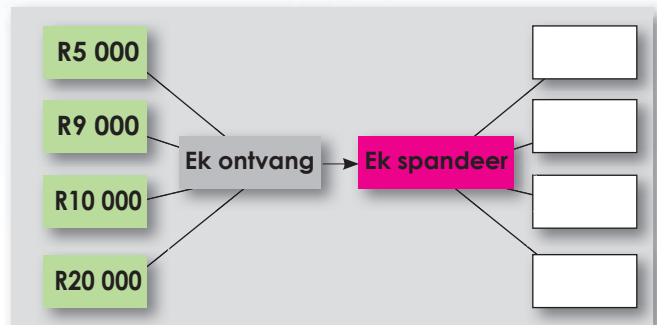 R5 000
R9 000
R10 000
R20 000
Ek ontvang
Ek spandeer